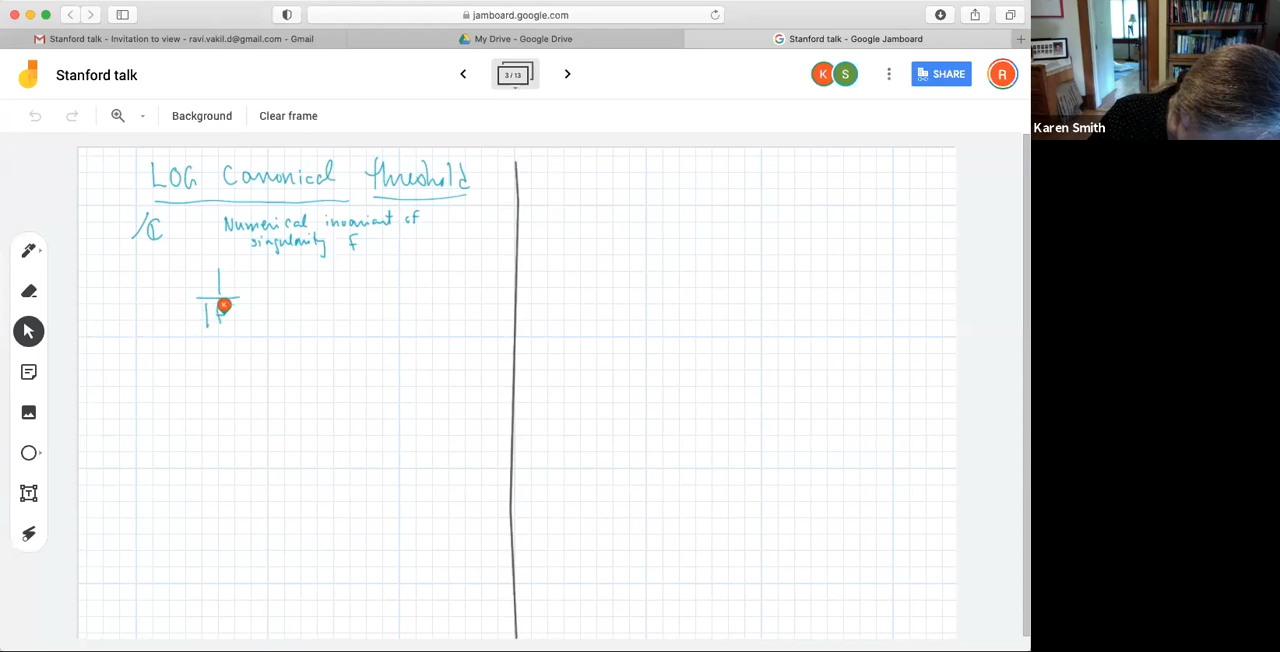 jamboard.google.com
Stanford talk - Invitation to view - ravi.vakil.d@gmail.com - Gmail
My Drive - Google Drive
Stanford talk - Google Jamboard
Stanford talk
3 / 13
K
S
SHARE
R
Background
Clear frame
Karen Smith
LOG Canonical threshold
/ℂ Numerical invariant of
singularity f
1